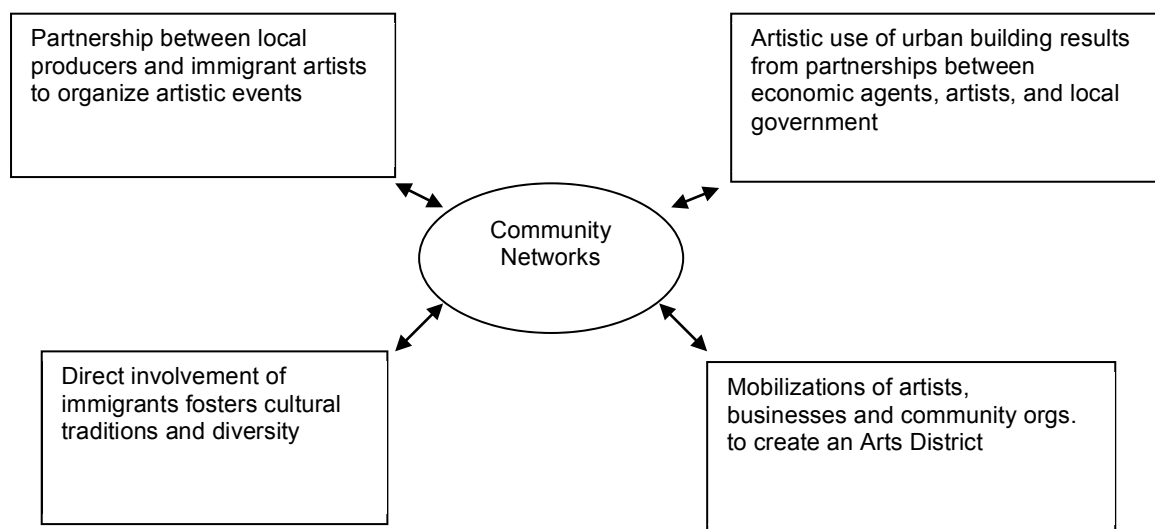 Partnership between local
producers and immigrant artists
to organize artistic events
Artistic use of urban building results
from partnerships between
economic agents, artists, and local
government
Community
Networks
Direct involvement of
immigrants fosters cultural
traditions and diversity
Mobilizations of artists,
businesses and community orgs.
to create an Arts District